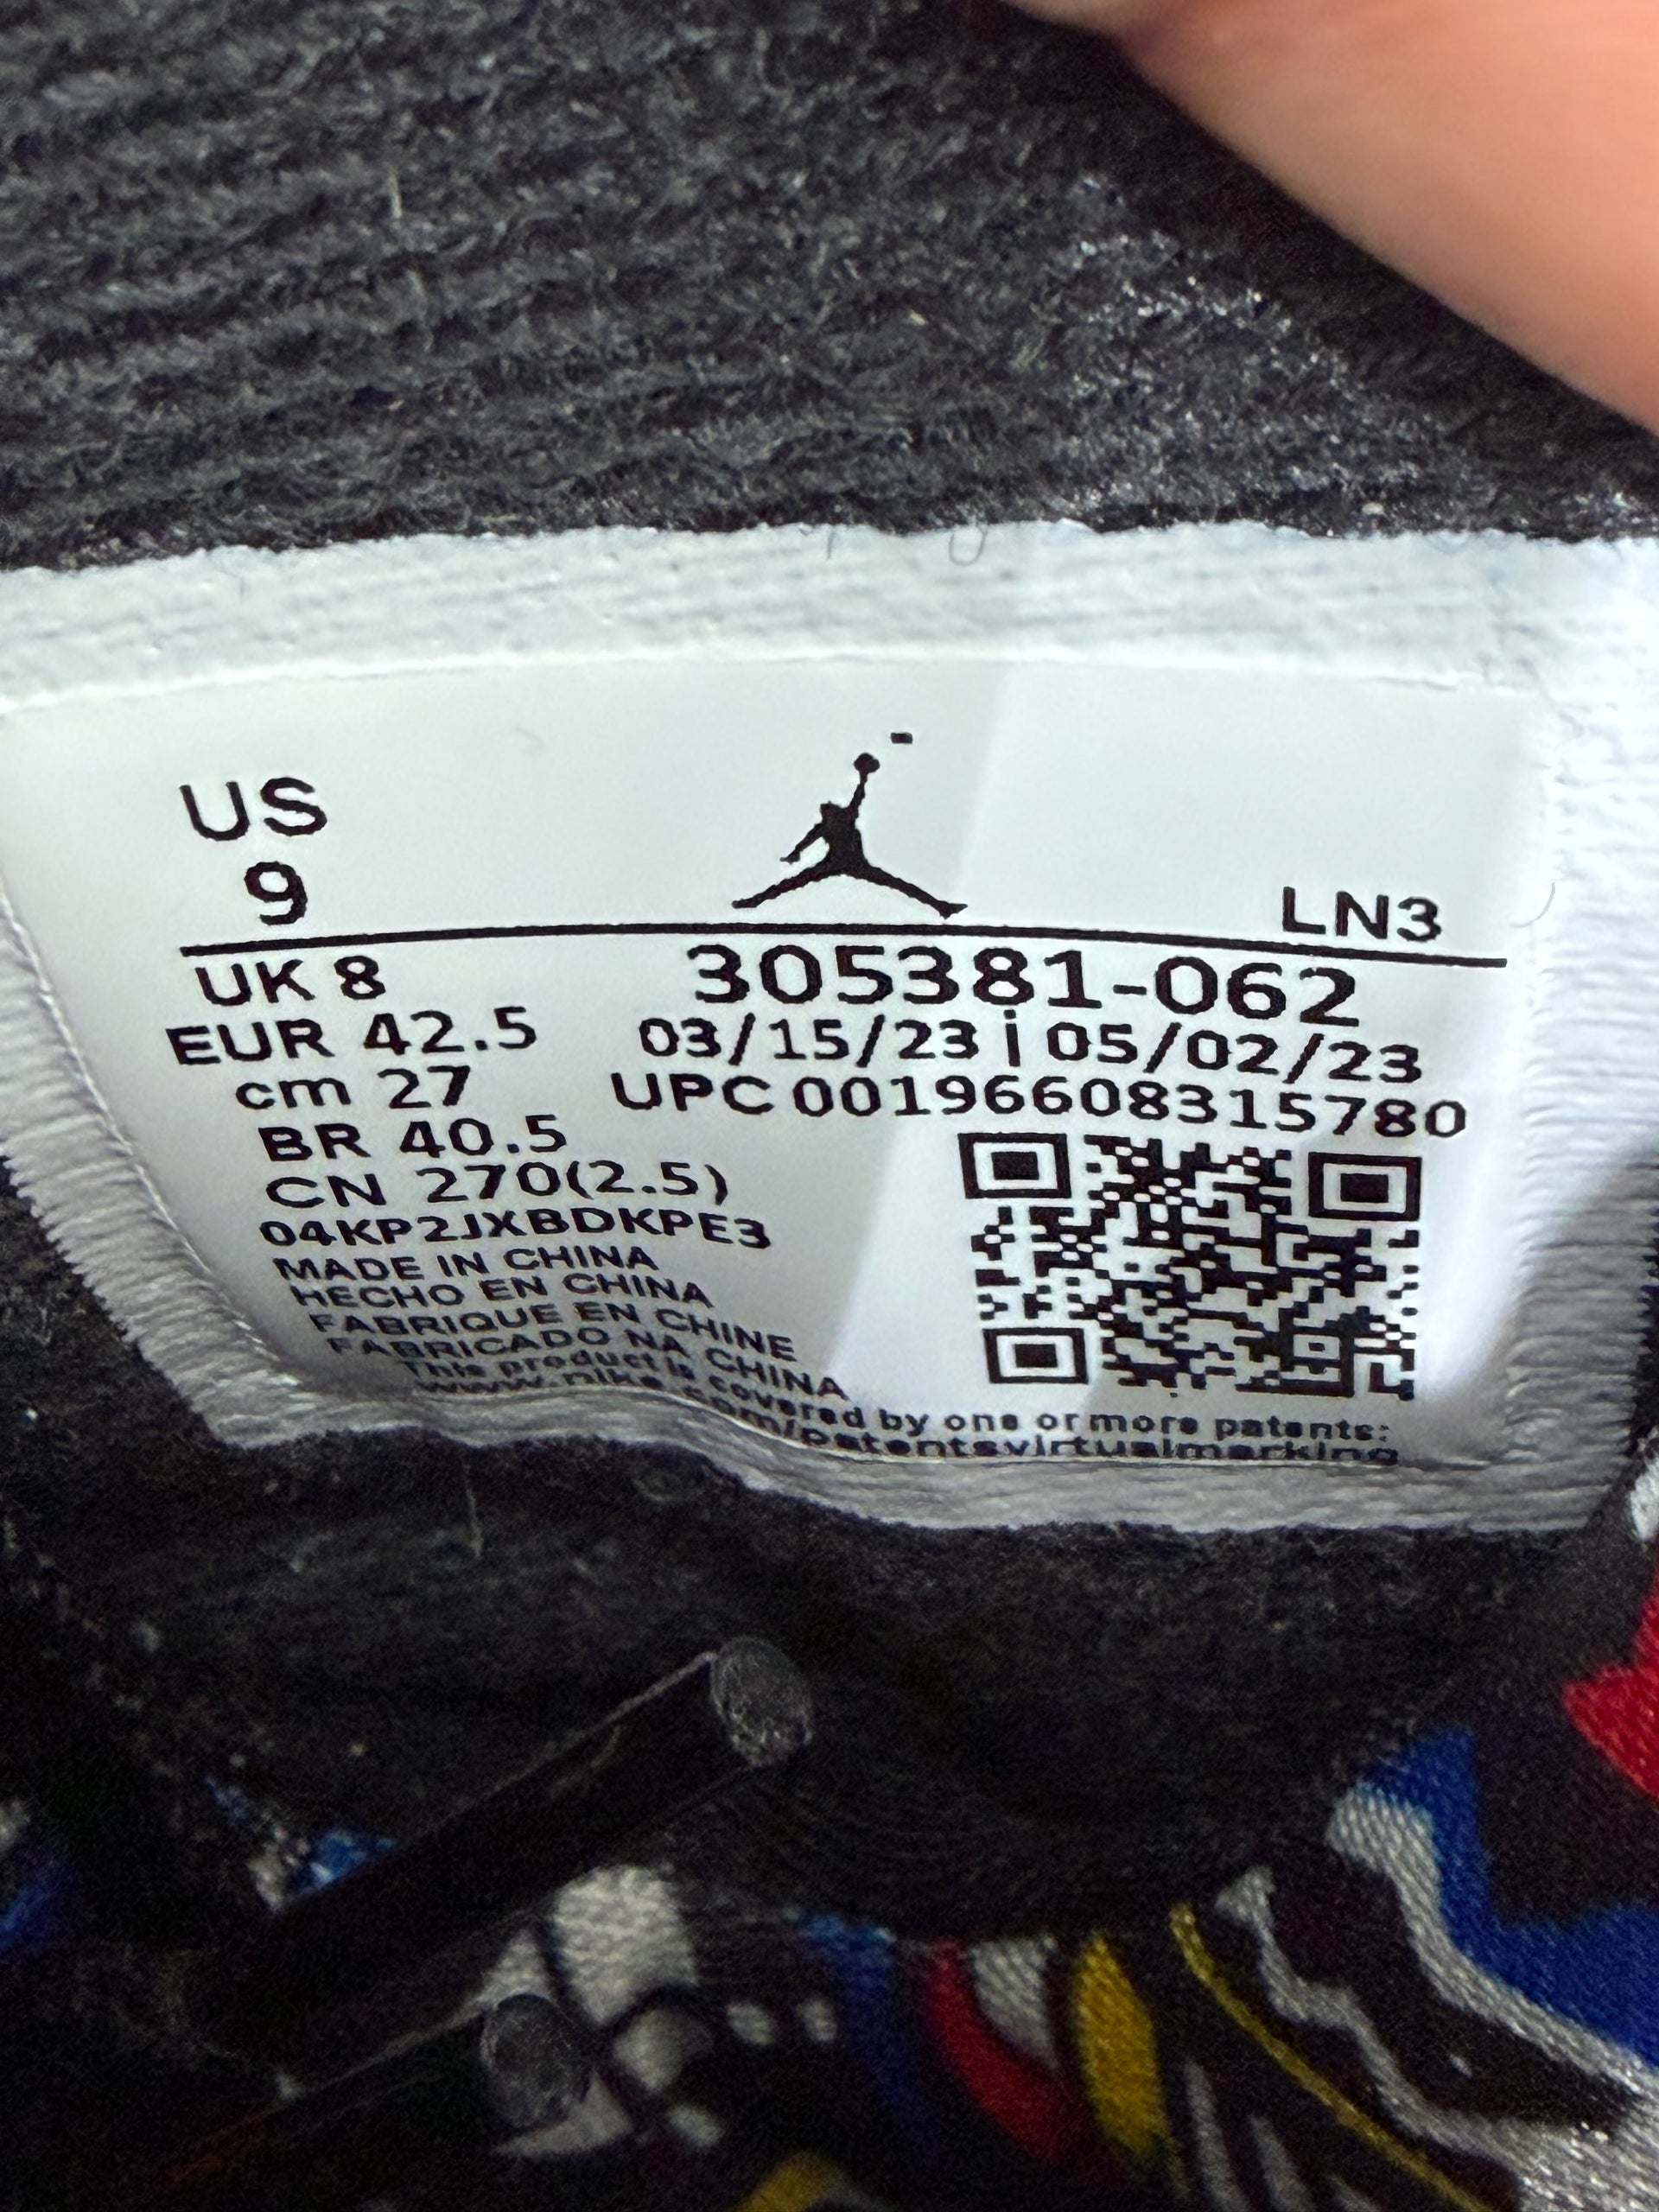 US
9
LN3
UK 8
305381-062
EUR 42.5
03/15/23 | 05/02/23
cm 27
UPC 00196608315780
BR 40.5
CN 270(2.5)
04KP2JXBDKPE3
MADE IN CHINA
HECHO EN CHINA
FABRIQUE EN CHINE
FABRICADO NA CHINA
This product is covered by one or more patents:
www.nike.com/patentsvirtualmarking